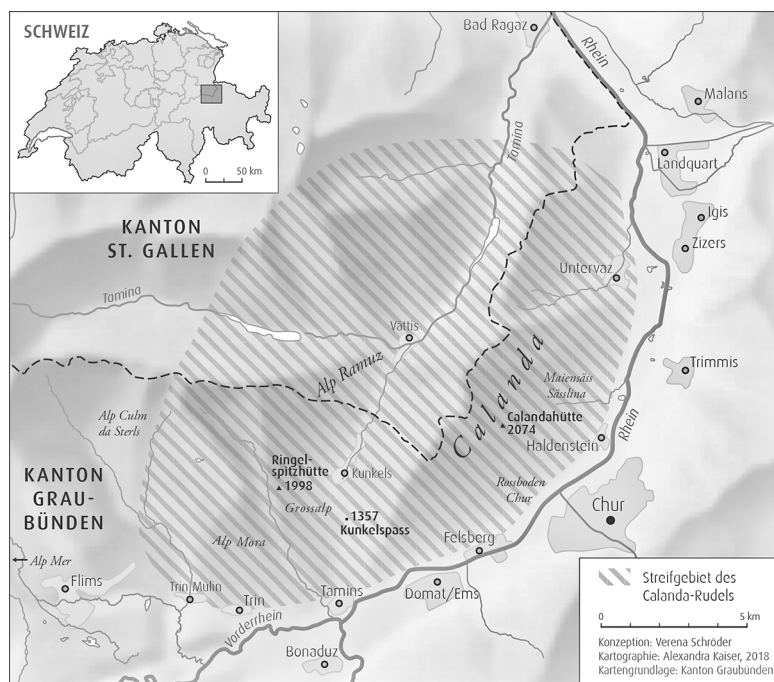 SCHWEIZ
0 50 km
Bad Ragaz
Rhein
Malans
Tamina
Landquart
Igis
Zizers
KANTON
ST. GALLEN
Untervaz
Tamina
Vättis
Alp Ramuz
Calanda
Trimmis
Maiensäss
Sässlina
Alp Culm
da Sterls
Calandahütte
2074
Rhein
Haldenstein
Ringel-
spitzhütte
1998
Kunkels
KANTON
GRAU-
BÜNDEN
Grossalp
Rossboden
Chur
Chur
1357
Kunkelspass
Alp Mora
Felsberg
Alp Mer
Flims
Trin Mulin
Trin
Tamins
Domat/Ems
Vorderrhein
Bonaduz
Streifgebiet des
Calanda-Rudels
0 5 km
Konzeption: Verena Schröder
Kartographie: Alexandra Kaiser, 2018
Kartengrundlage: Kanton Graubünden